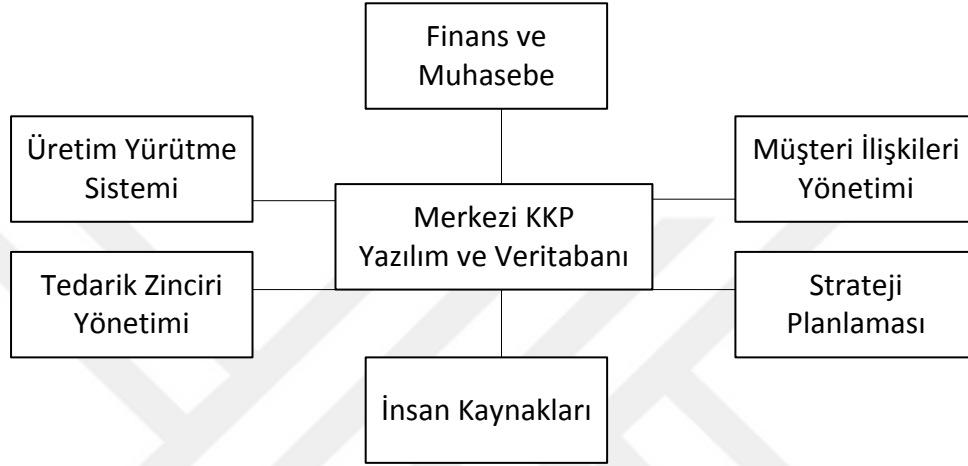 Finans ve
Muhasebe
Üretim Yürütme
Sistemi
Müşteri İlişkileri
Yönetimi
Merkezi KKP
Yazılım ve Veritabanı
Tedarik Zinciri
Yönetimi
Strateji
Planlaması
İnsan Kaynakları